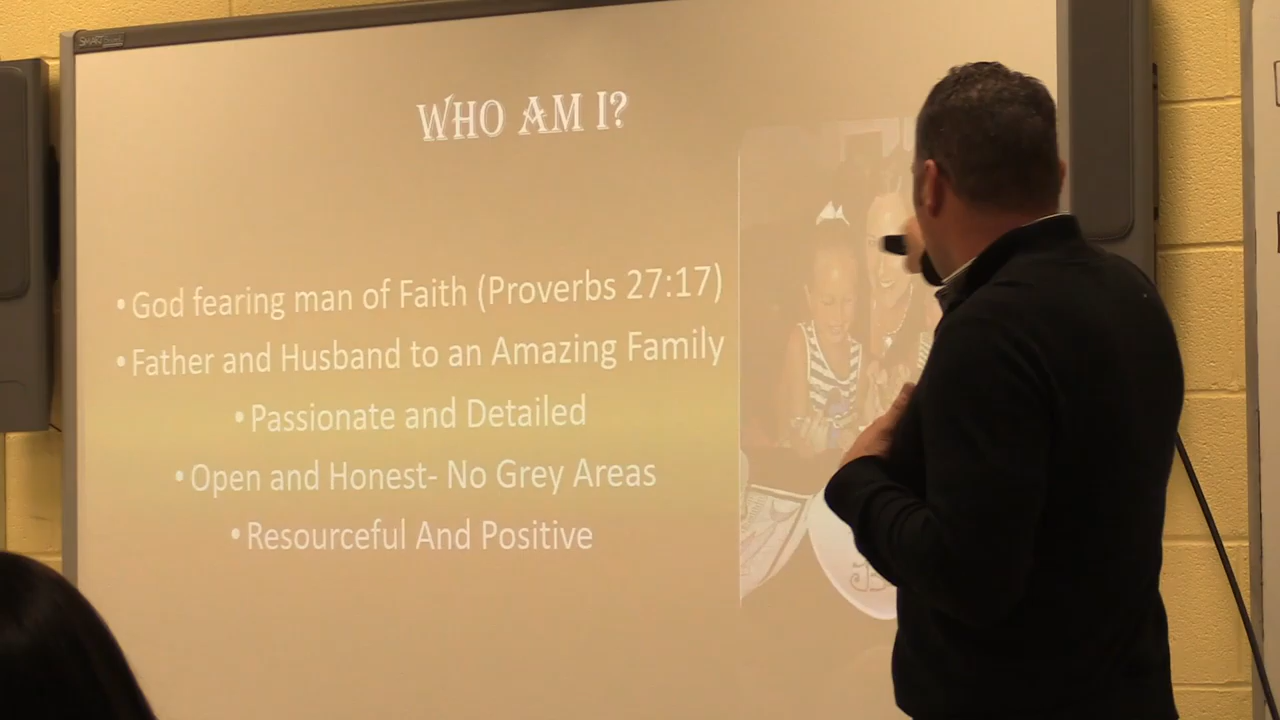 SMART
WHO AM I?
• God fearing man of Faith (Proverbs 27:17)
• Father and Husband to an Amazing Family
• Passionate and Detailed
• Open and Honest- No Grey Areas
• Resourceful And Positive